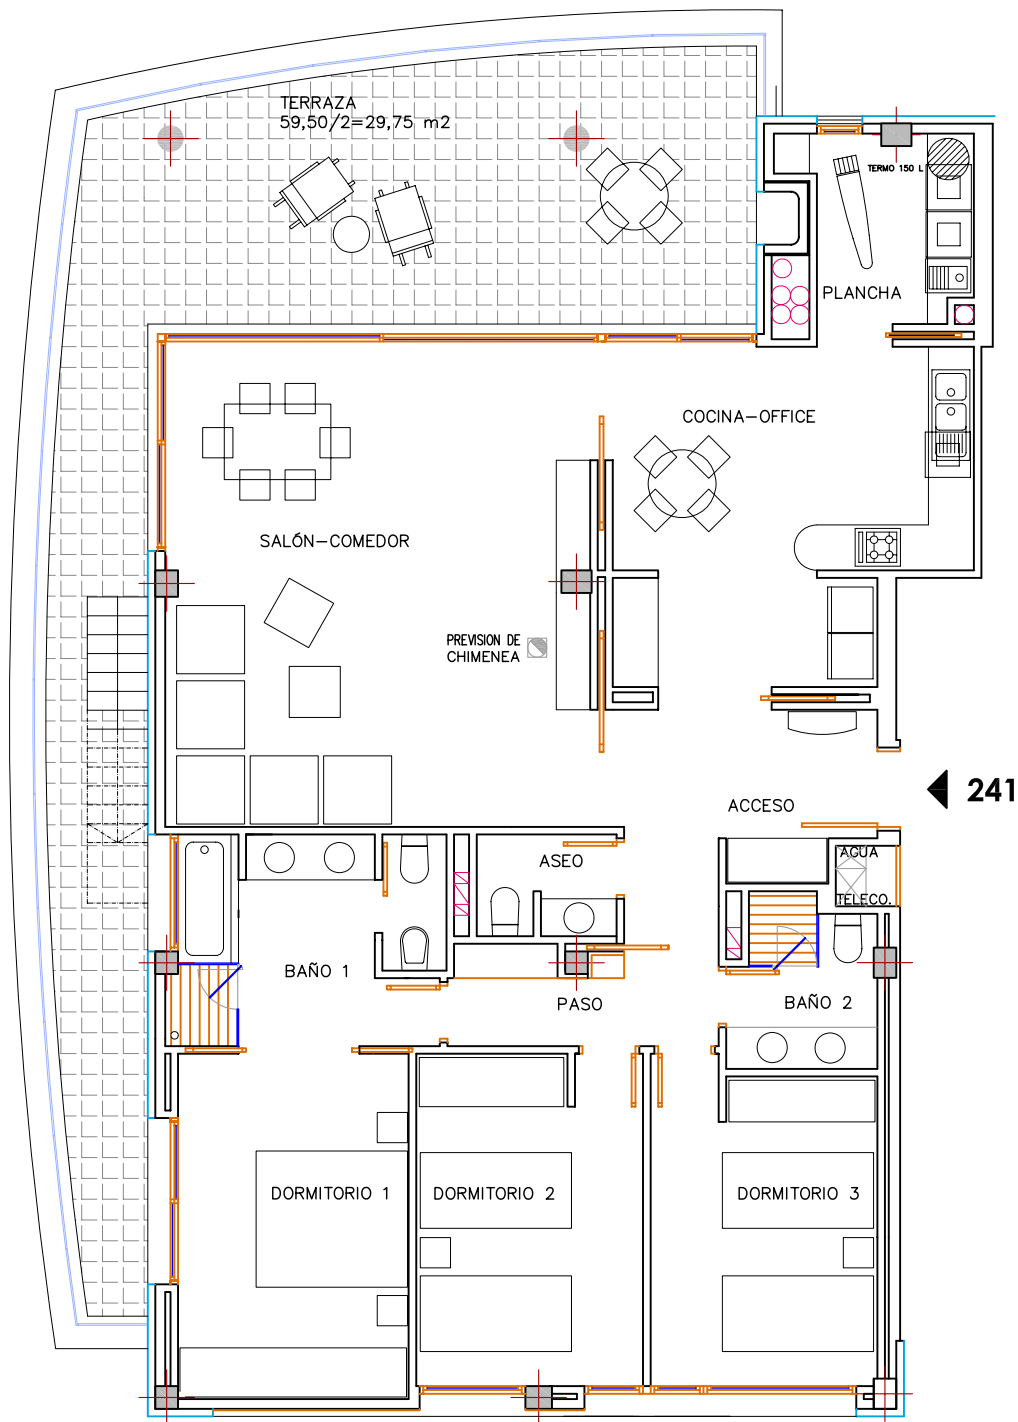 TERRAZA
59,50/2=29,75 m2
TERMO 150 L
PLANCHA
COCINA-OFFICE
SALÓN-COMEDOR
PREVISION DE
CHIMENEA
241
ACCESO
ASEO
AGUA
TELECO.
BAÑO 1
PASO
BAÑO 2
DORMITORIO 1
DORMITORIO 2
DORMITORIO 3